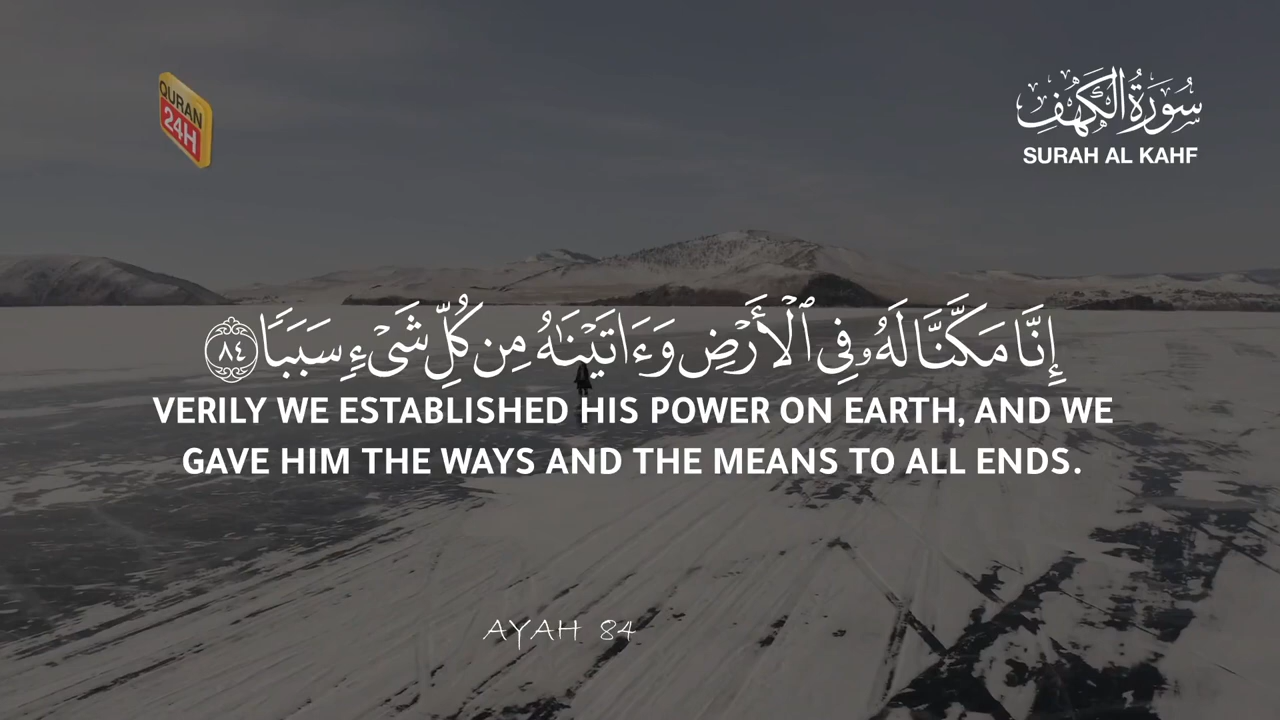 QURAN
24H
سُورَةُ الكَهْفِ
SURAH AL KAHF
إِنَّا مَكَّنَّا لَهُۥ فِى ٱلْأَرْضِ وَءَاتَيْنَـٰهُ مِن كُلِّ شَىْءٍ سَبَبًا ٨٤
VERILY WE ESTABLISHED HIS POWER ON EARTH, AND WE
GAVE HIM THE WAYS AND THE MEANS TO ALL ENDS.
AYAH 84